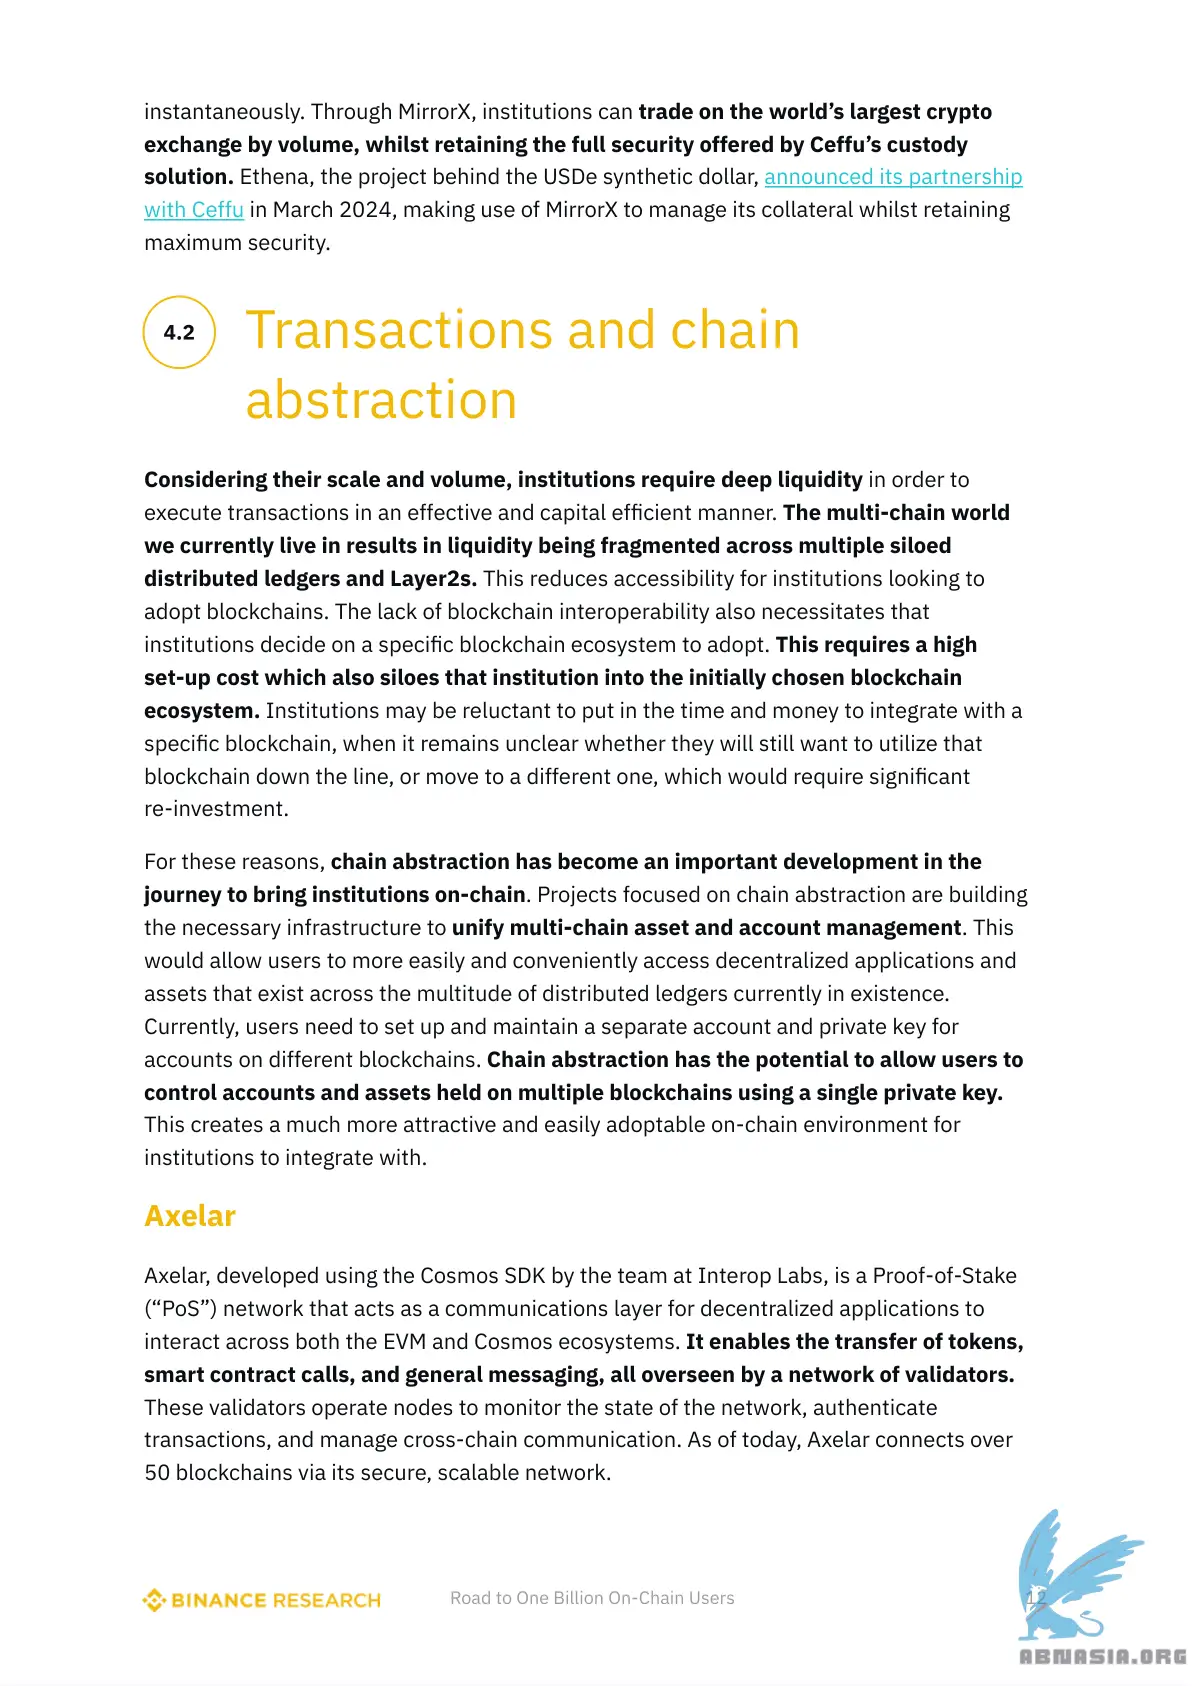 instantaneously. Through MirrorX, institutions can trade on the world’s largest crypto
exchange by volume, whilst retaining the full security offered by Ceffu’s custody
solution. Ethena, the project behind the USDe synthetic dollar, announced its partnership
with Ceffu in March 2024, making use of MirrorX to manage its collateral whilst retaining
maximum security.
4.2
Transactions and chain
abstraction
Considering their scale and volume, institutions require deep liquidity in order to
execute transactions in an effective and capital efficient manner. The multi-chain world
we currently live in results in liquidity being fragmented across multiple siloed
distributed ledgers and Layer2s. This reduces accessibility for institutions looking to
adopt blockchains. The lack of blockchain interoperability also necessitates that
institutions decide on a specific blockchain ecosystem to adopt. This requires a high
set-up cost which also siloes that institution into the initially chosen blockchain
ecosystem. Institutions may be reluctant to put in the time and money to integrate with a
specific blockchain, when it remains unclear whether they will still want to utilize that
blockchain down the line, or move to a different one, which would require significant
re-investment.
For these reasons, chain abstraction has become an important development in the
journey to bring institutions on-chain. Projects focused on chain abstraction are building
the necessary infrastructure to unify multi-chain asset and account management. This
would allow users to more easily and conveniently access decentralized applications and
assets that exist across the multitude of distributed ledgers currently in existence.
Currently, users need to set up and maintain a separate account and private key for
accounts on different blockchains. Chain abstraction has the potential to allow users to
control accounts and assets held on multiple blockchains using a single private key.
This creates a much more attractive and easily adoptable on-chain environment for
institutions to integrate with.
Axelar
Axelar, developed using the Cosmos SDK by the team at Interop Labs, is a Proof-of-Stake
(“PoS”) network that acts as a communications layer for decentralized applications to
interact across both the EVM and Cosmos ecosystems. It enables the transfer of tokens,
smart contract calls, and general messaging, all overseen by a network of validators.
These validators operate nodes to monitor the state of the network, authenticate
transactions, and manage cross-chain communication. As of today, Axelar connects over
50 blockchains via its secure, scalable network.
BINANCE RESEARCH
Road to One Billion On-Chain Users
12
ABNASIA.ORG